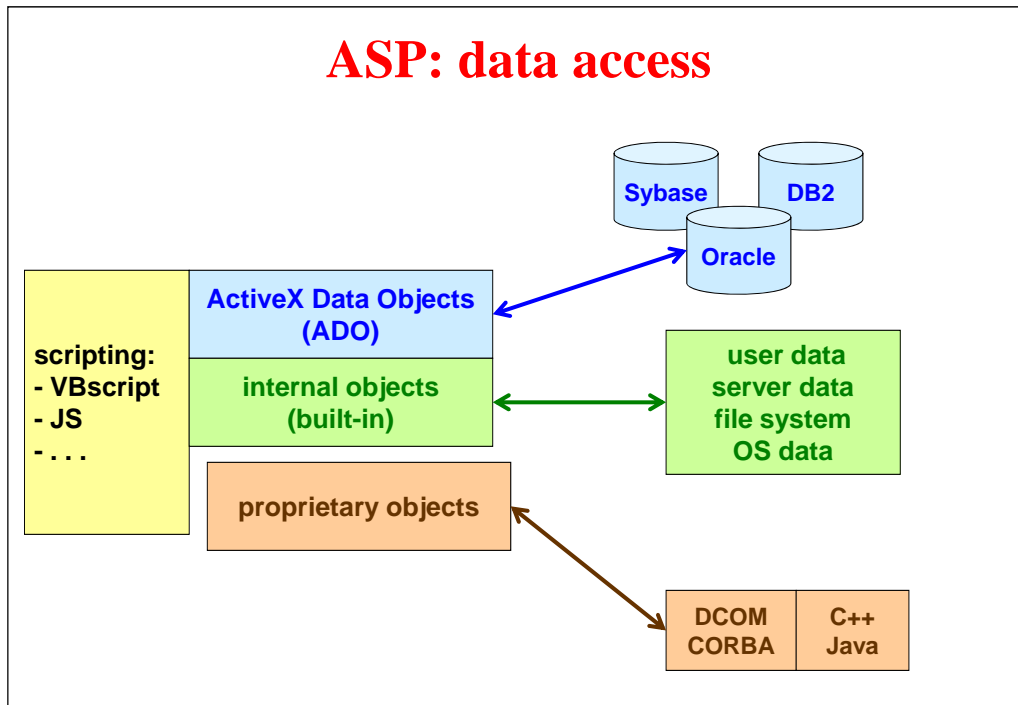 ASP: data access
Sybase
DB2
Oracle
ActiveX Data Objects
(ADO)
scripting:
- VBscript
- JS
- . . .
internal objects
(built-in)
user data
server data
file system
OS data
proprietary objects
DCOM
CORBA
C++
Java